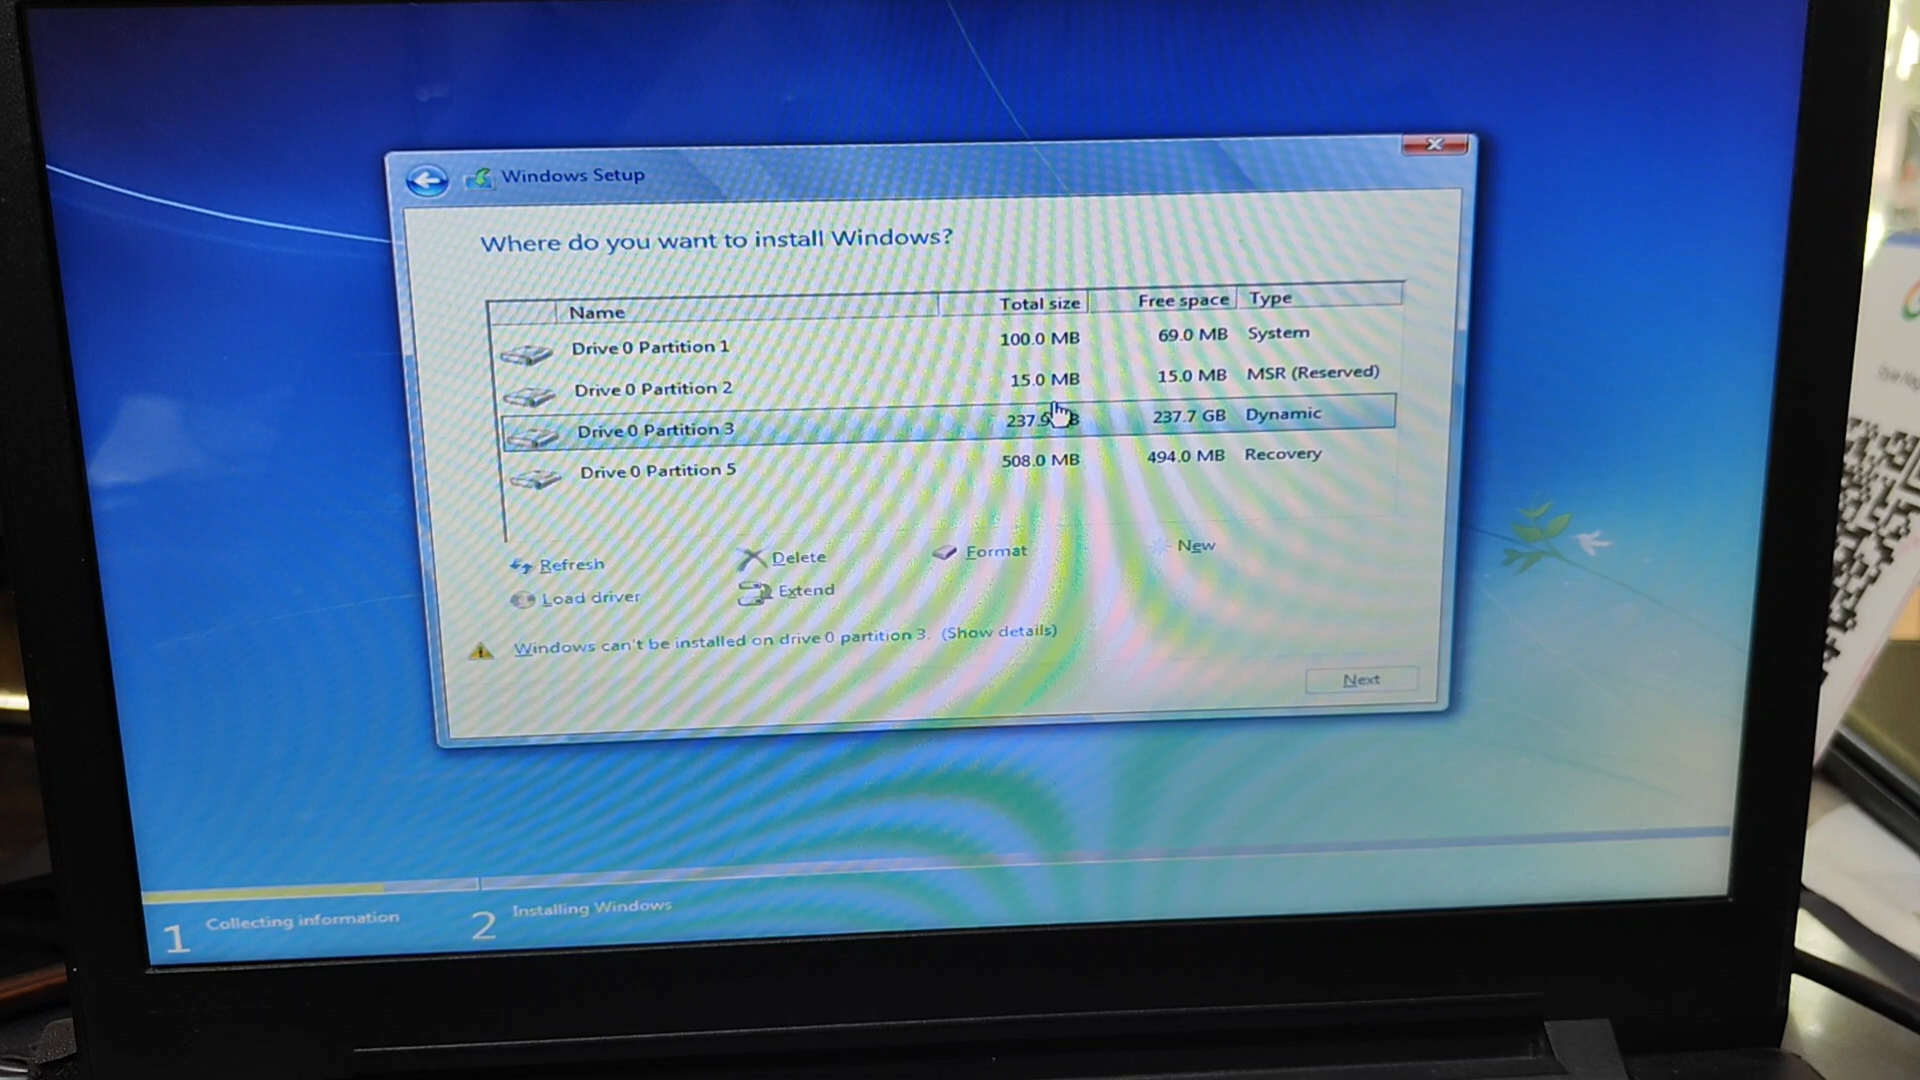 Windows Setup
Where do you want to install Windows?
Name Total size Free space Type
Drive 0 Partition 1 100.0 MB 69.0 MB System
Drive 0 Partition 2 15.0 MB 15.0 MB MSR (Reserved)
Drive 0 Partition 3 237.9 B 237.7 GB Dynamic
Drive 0 Partition 5 508.0 MB 494.0 MB Recovery
Refresh Delete Format New
Load driver Extend
Windows can't be installed on drive 0 partition 3. (Show details)
Next
1 Collecting information 2 Installing Windows